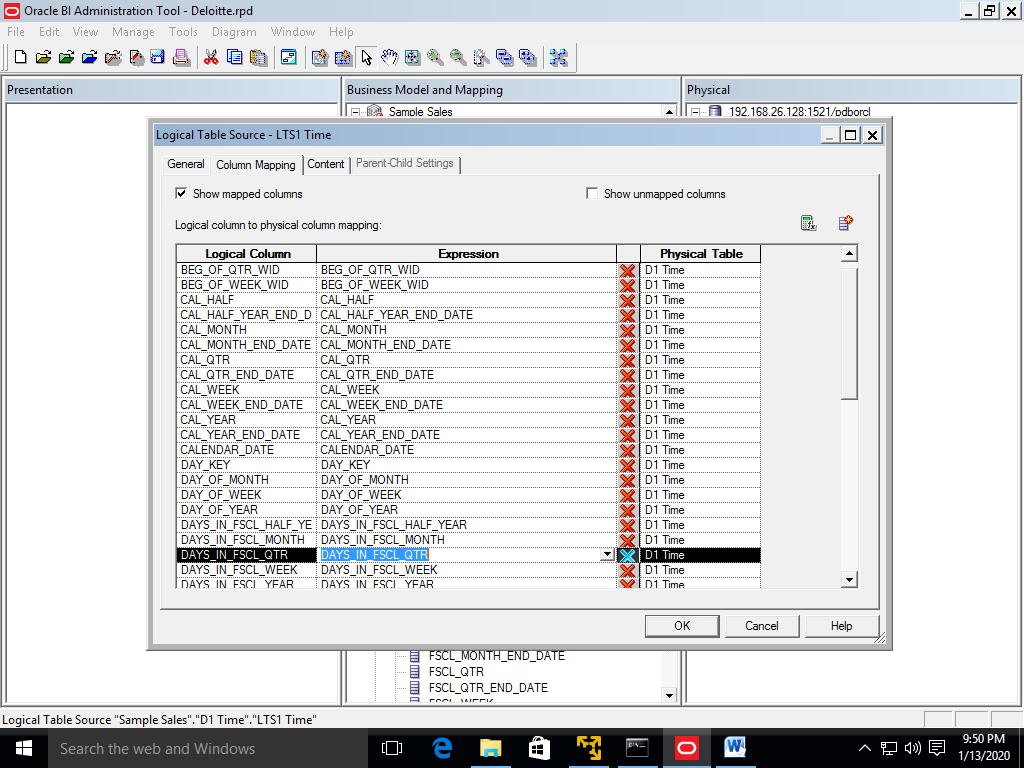 Oracle BI Administration Tool - Deloitte.rpd
File Edit View Manage Tools Diagram Window Help
Presentation
Business Model and Mapping
Physical
Sample Sales
192.168.26.128:1521/pdborcl
Logical Table Source - LTS1 Time
General Column Mapping Content Parent-Child Settings
Show mapped columns
Show unmapped columns
Logical column to physical column mapping:
Logical Column Expression Physical Table
BEG_OF_QTR_WID BEG_OF_QTR_WID D1 Time
BEG_OF_WEEK_WID BEG_OF_WEEK_WID D1 Time
CAL_HALF CAL_HALF D1 Time
CAL_HALF_YEAR_END_D CAL_HALF_YEAR_END_DATE D1 Time
CAL_MONTH CAL_MONTH D1 Time
CAL_MONTH_END_DATE CAL_MONTH_END_DATE D1 Time
CAL_QTR CAL_QTR D1 Time
CAL_QTR_END_DATE CAL_QTR_END_DATE D1 Time
CAL_WEEK CAL_WEEK D1 Time
CAL_WEEK_END_DATE CAL_WEEK_END_DATE D1 Time
CAL_YEAR CAL_YEAR D1 Time
CAL_YEAR_END_DATE CAL_YEAR_END_DATE D1 Time
CALENDAR_DATE CALENDAR_DATE D1 Time
DAY_KEY DAY_KEY D1 Time
DAY_OF_MONTH DAY_OF_MONTH D1 Time
DAY_OF_WEEK DAY_OF_WEEK D1 Time
DAY_OF_YEAR DAY_OF_YEAR D1 Time
DAYS_IN_FSCL_HALF_YE DAYS_IN_FSCL_HALF_YEAR D1 Time
DAYS_IN_FSCL_MONTH DAYS_IN_FSCL_MONTH D1 Time
DAYS_IN_FSCL_QTR DAYS_IN_FSCL_QTR D1 Time
DAYS_IN_FSCL_WEEK DAYS_IN_FSCL_WEEK D1 Time
DAYS_IN_FSCL_YEAR DAYS_IN_FSCL_YEAR D1 Time
OK Cancel Help
FSCL_MONTH_END_DATE
FSCL_QTR
FSCL_QTR_END_DATE
FSCL_WEEK
Logical Table Source "Sample Sales"."D1 Time"."LTS1 Time"
Search the web and Windows
9:50 PM
1/13/2020